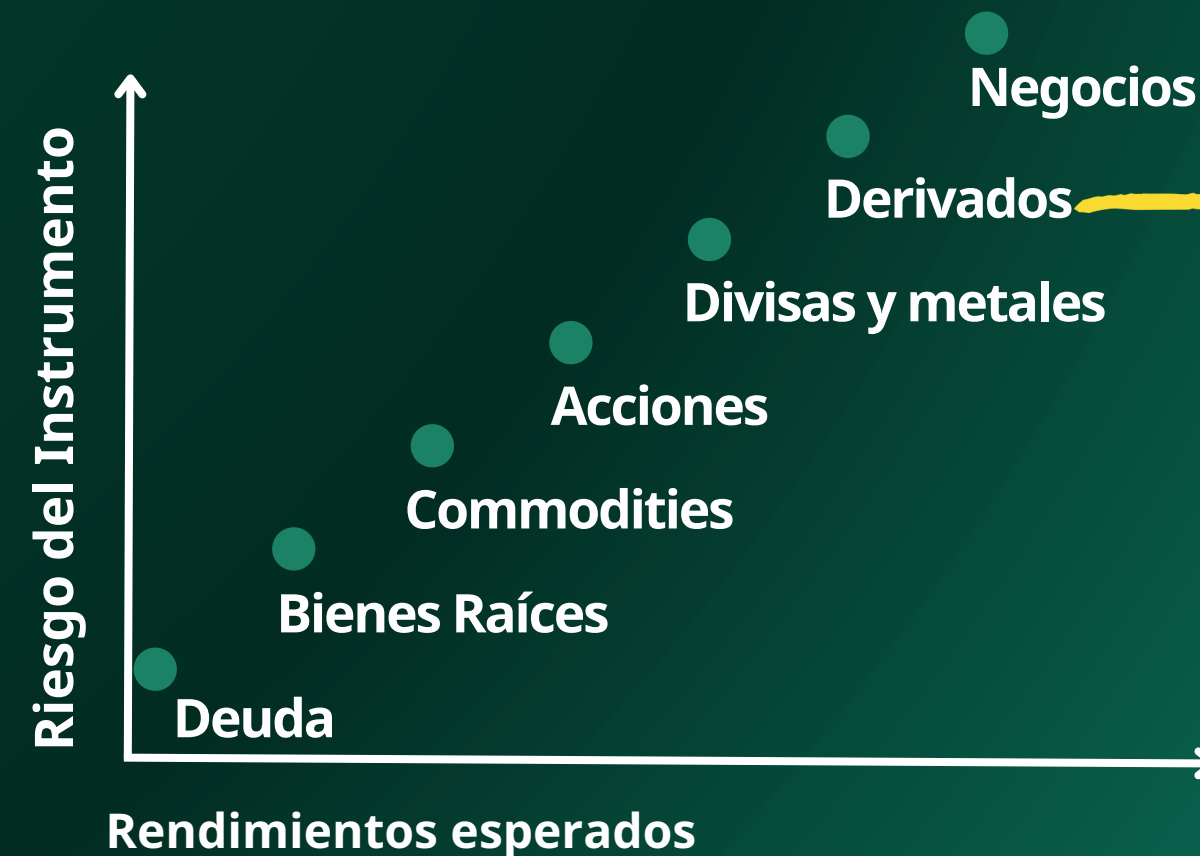 Negocios
Derivados
Divisas y metales
Acciones
Commodities
Bienes Raíces
Deuda
Riesgo del Instrumento
Rendimientos esperados